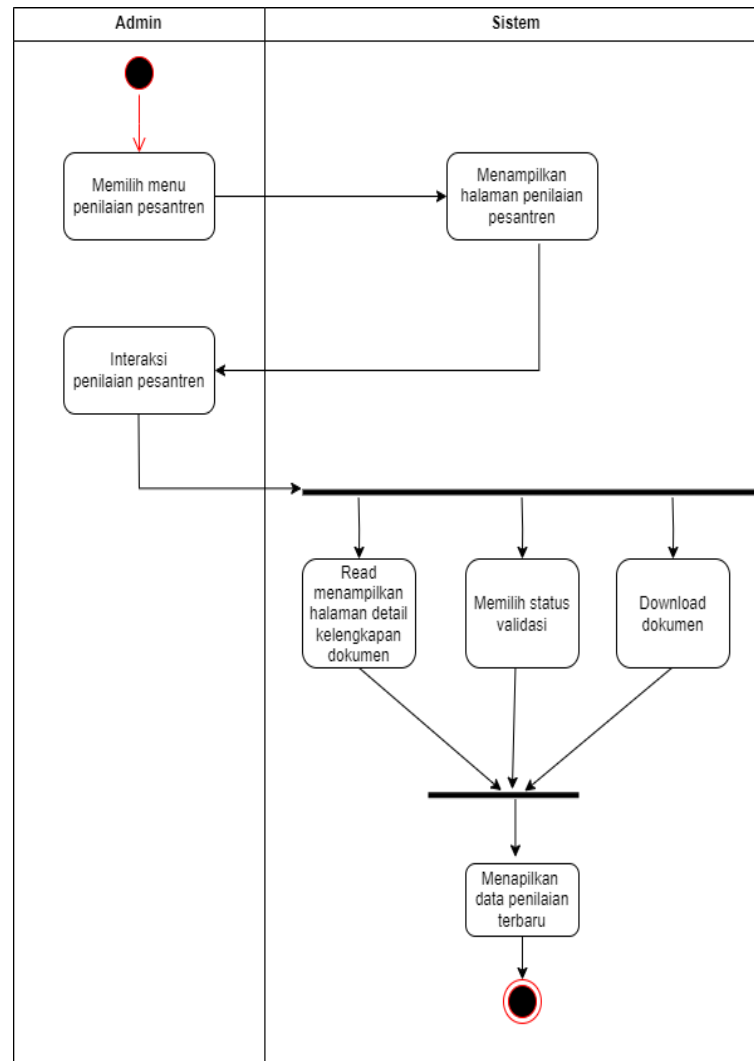 Admin
Sistem
Memilih menu
penilaian pesantren
Menampilkan
halaman penilaian
pesantren
Interaksi
penilaian pesantren
Read
menampilkan
halaman detail
kelengkapan
dokumen
Memilih status
validasi
Download
dokumen
Menapilkan
data penilaian
terbaru